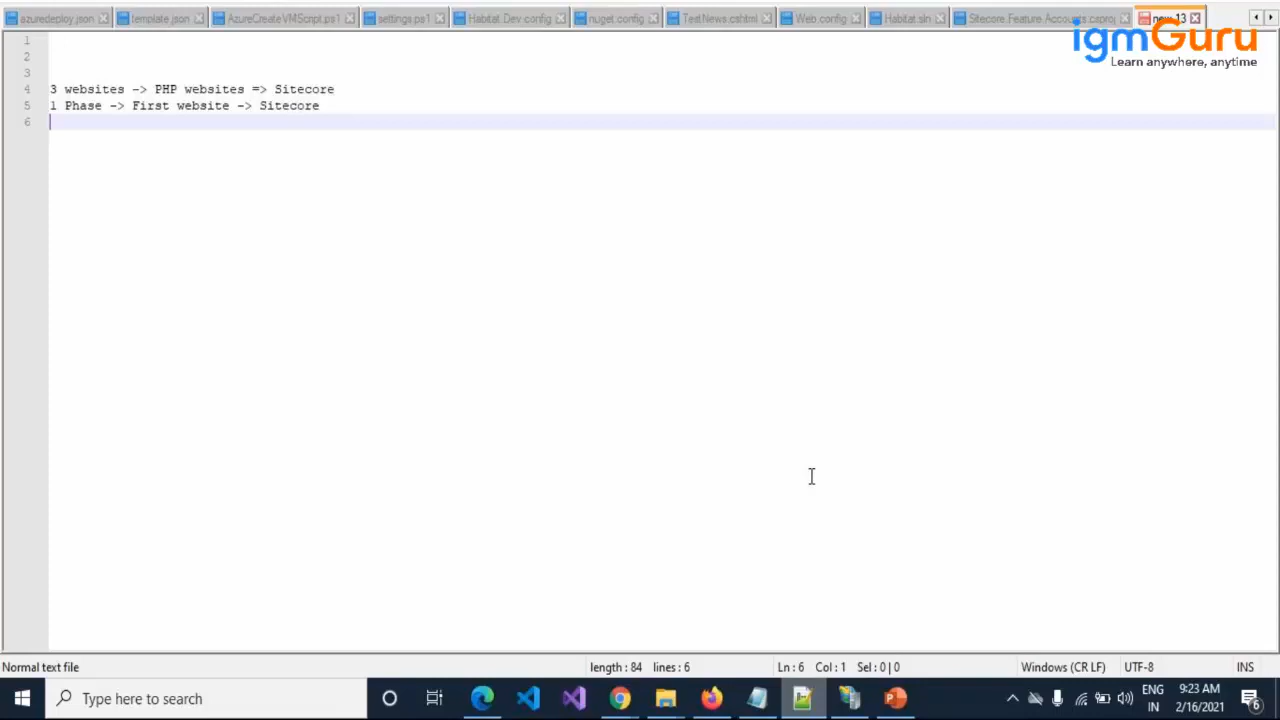 azuredeploy.json template.json AzureCreateVMScript.ps1 settings.ps1 Habitat.Dev.config nuget.config TestNews.cshtml Web.config Habitat.sln Sitecore.Feature.Accounts.csproj new 13
igmGuru
Learn anywhere, anytime
1
2
3
4 3 websites -> PHP websites => Sitecore
5 1 Phase -> First website -> Sitecore
6
Normal text file length : 84 lines : 6 Ln : 6 Col : 1 Sel : 0 | 0 Windows (CR LF) UTF-8 INS
Type here to search ENG 9:23 AM
IN 2/16/2021 6